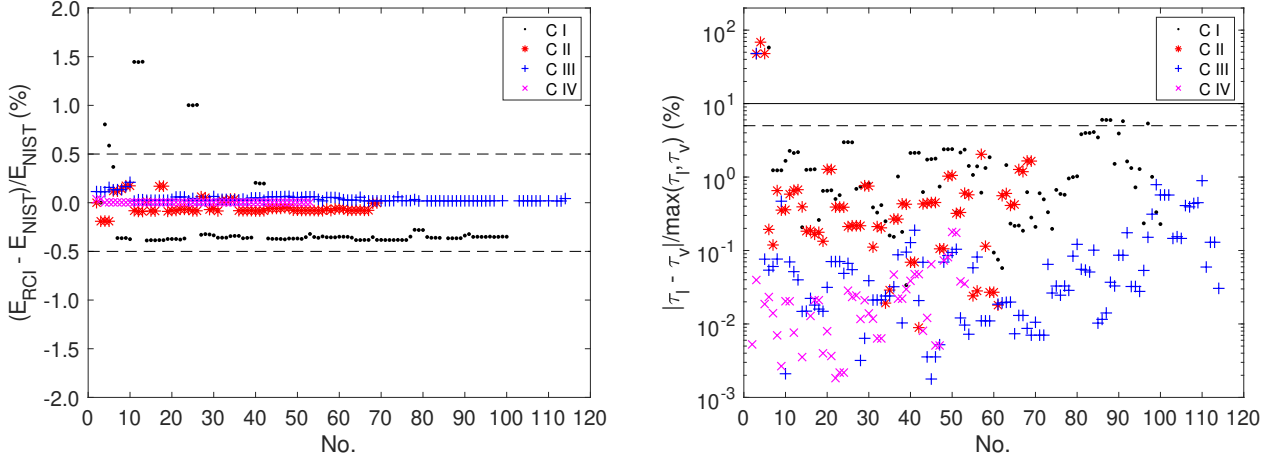 (E_RCI - E_NIST)/E_NIST (%)
2.0
1.5
1.0
0.5
0.0
-0.5
-1.0
-1.5
-2.0
0 10 20 30 40 50 60 70 80 90 100 110 120
No.
C I
C II
C III
C IV
|τ_l - τ_v|/max(τ_l,τ_v) (%)
10^2
10^1
10^0
10^-1
10^-2
10^-3
0 10 20 30 40 50 60 70 80 90 100 110 120
No.
C I
C II
C III
C IV